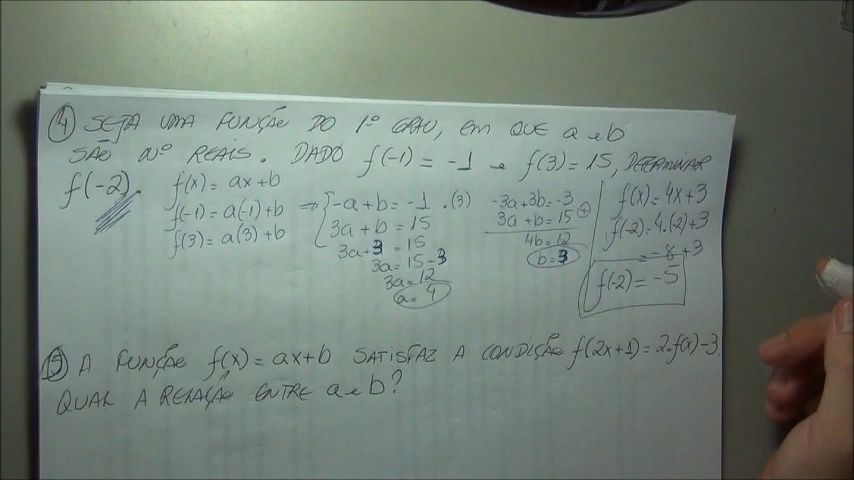 4 SEJA UMA FUNÇÃO DO 1º GRAU, EM QUE a e b
SÃO Nº REAIS. DADO f(-1) = -1 e f(3) = 15, DETERMINAR
f(-2).
f(x) = ax+b
f(-1) = a(-1)+b
f(3) = a(3)+b
⇒ { -a + b = -1 .(3)
3a + b = 15
3a+3 = 15
3a = 15-3
3a = 12
a = 4
-3a+3b = -3
3a + b = 15 (+)
4b = 12
b = 3
f(x) = 4x+3
f(-2) = 4.(-2)+3
= -8+3
f(-2) = -5
5 A FUNÇÃO f(x) = ax+b SATISFAZ A CONDIÇÃO f(2x+1) = 2.f(x)-3.
QUAL A RELAÇÃO ENTRE a e b?